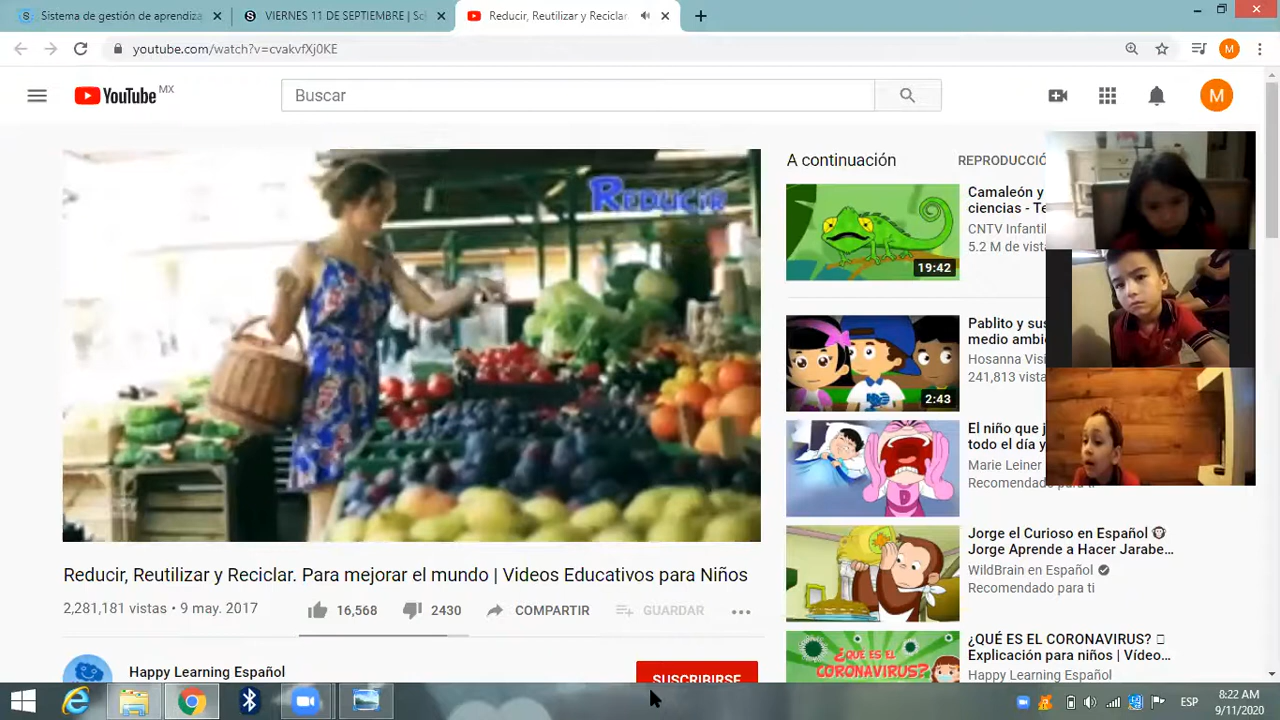 Sistema de gestión de aprendiza
VIERNES 11 DE SEPTIEMBRE | Sc
Reducir, Reutilizar y Reciclar
youtube.com/watch?v=cvakvfXj0KE
M
YouTube MX
Buscar
M
REDUCIR
A continuación
REPRODUCCIÓ
Camaleón y
ciencias - Te
CNTV Infantil
5.2 M de vist
19:42
Pablito y sus
medio ambi
Hosanna Visi
241,813 vista
2:43
El niño que j
todo el día y
Marie Leiner
Recomendado para ti
D
Jorge el Curioso en Español
Jorge Aprende a Hacer Jarabe...
WildBrain en Español
Recomendado para ti
¿QUÉ ES EL CORONAVIRUS?
Explicación para niños | Vídeo...
Happy Learning Español
¿QUÉ ES EL
CORONAVIRUS?
Reducir, Reutilizar y Reciclar. Para mejorar el mundo | Videos Educativos para Niños
2,281,181 vistas • 9 may. 2017
16,568
2430
COMPARTIR
GUARDAR
Happy Learning Español
SUSCRIBIRSE
ESP
8:22 AM
9/11/2020